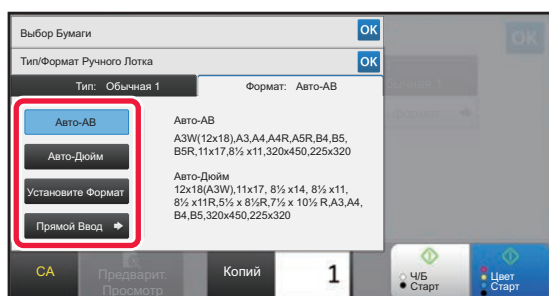 Выбор Бумаги
OK
OK
Тип/Формат Ручного Лотка
OK
Тип: Обычная 1
Формат: Авто-АВ
Авто-АВ
Авто-Дюйм
Установите Формат
Прямой Ввод
Авто-АВ
A3W(12x18),A3,A4,A4R,A5R,B4,B5,
B5R,11x17,8½ x11,320x450,225x320
Авто-Дюйм
12x18(A3W),11x17, 8½ x14, 8½ x11,
8½ x11R,5½ x 8½R,7¼ x 10½ R,A3,A4,
B4,B5,320x450,225x320
CA
Предварит.
Просмотр
Копий
1
Ч/Б
Старт
Цвет
Старт